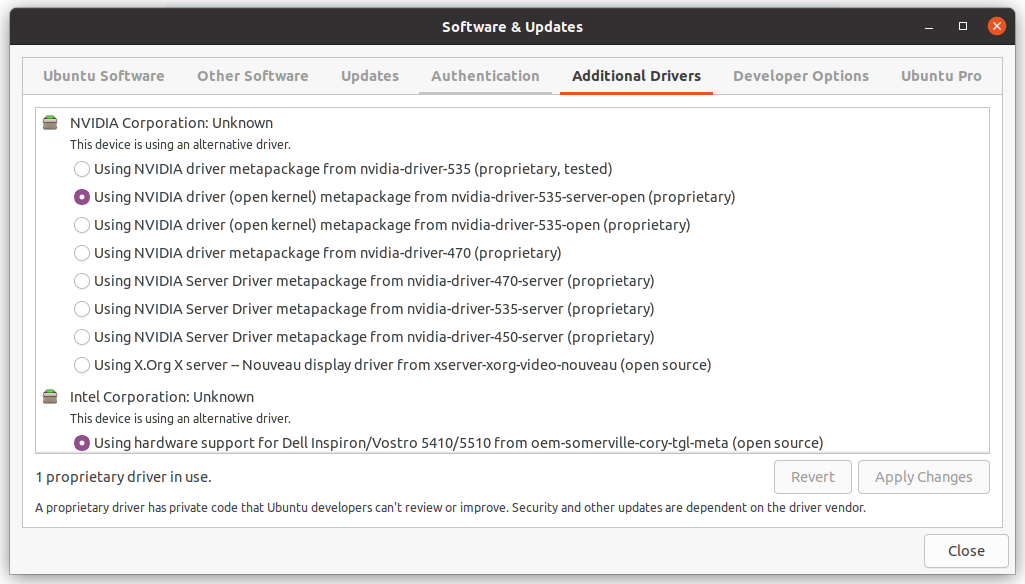 Software & Updates
Ubuntu Software Other Software Updates Authentication Additional Drivers Developer Options Ubuntu Pro
NVIDIA Corporation: Unknown
This device is using an alternative driver.
Using NVIDIA driver metapackage from nvidia-driver-535 (proprietary, tested)
Using NVIDIA driver (open kernel) metapackage from nvidia-driver-535-server-open (proprietary)
Using NVIDIA driver (open kernel) metapackage from nvidia-driver-535-open (proprietary)
Using NVIDIA driver metapackage from nvidia-driver-470 (proprietary)
Using NVIDIA Server Driver metapackage from nvidia-driver-470-server (proprietary)
Using NVIDIA Server Driver metapackage from nvidia-driver-535-server (proprietary)
Using NVIDIA Server Driver metapackage from nvidia-driver-450-server (proprietary)
Using X.Org X server -- Nouveau display driver from xserver-xorg-video-nouveau (open source)
Intel Corporation: Unknown
This device is using an alternative driver.
Using hardware support for Dell Inspiron/Vostro 5410/5510 from oem-somerville-cory-tgl-meta (open source)
1 proprietary driver in use.
Revert Apply Changes
A proprietary driver has private code that Ubuntu developers can't review or improve. Security and other updates are dependent on the driver vendor.
Close